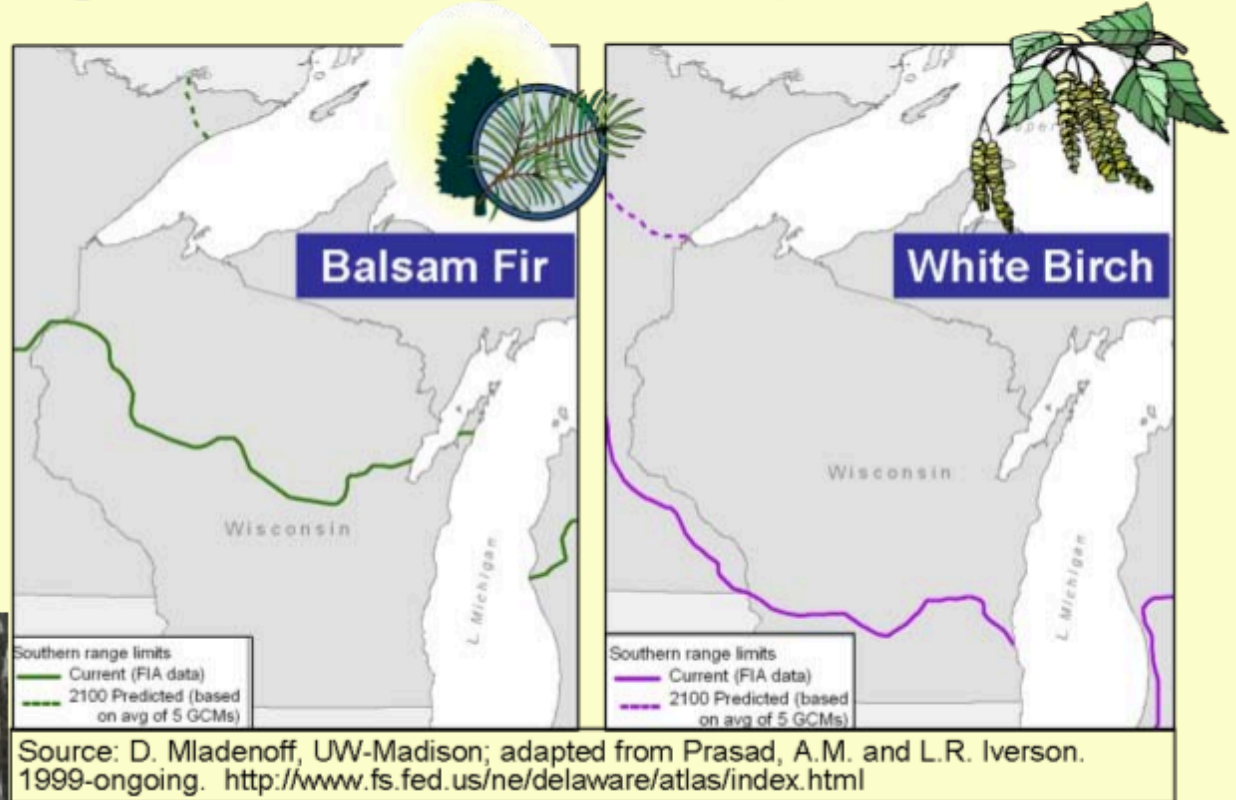 Balsam Fir
Wisconsin
L. Michigan
Southern range limits
Current (FIA data)
2100 Predicted (based
on avg of 5 GCMs)
White Birch
Wisconsin
L. Michigan
Southern range limits
Current (FIA data)
2100 Predicted (based
on avg of 5 GCMs)
Source: D. Mladenoff, UW-Madison; adapted from Prasad, A.M. and L.R. Iverson.
1999-ongoing. http://www.fs.fed.us/ne/delaware/atlas/index.html